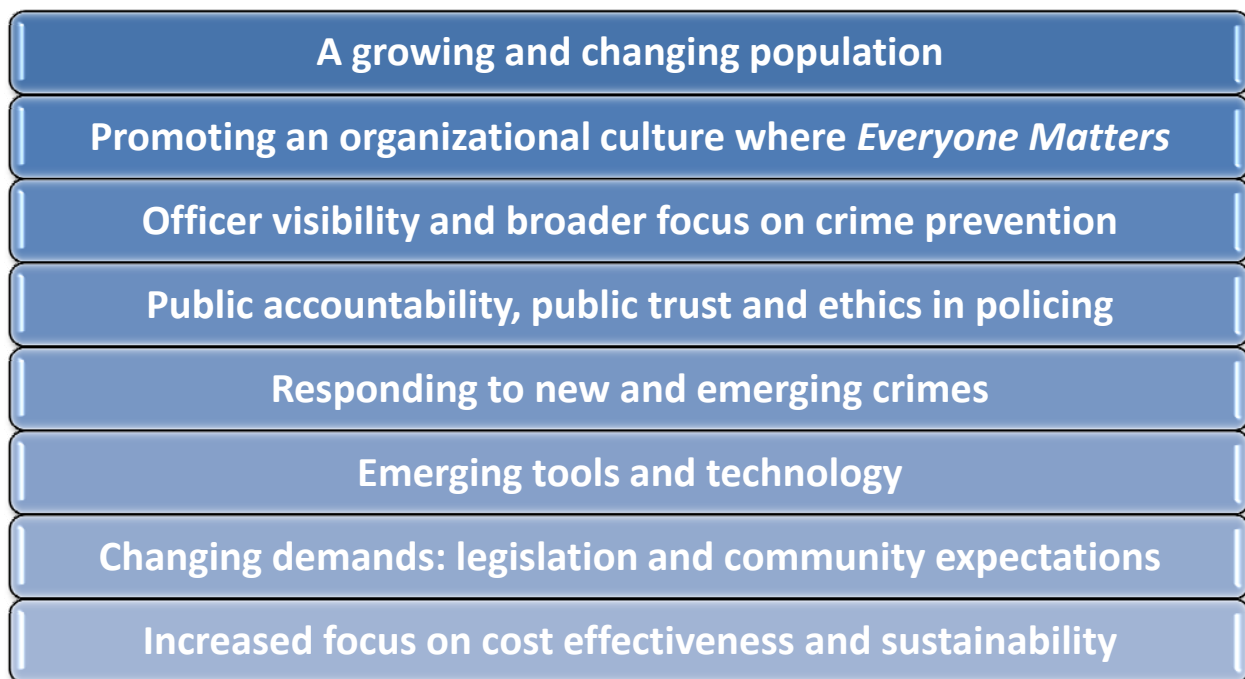 A growing and changing population
Promoting an organizational culture where Everyone Matters
Officer visibility and broader focus on crime prevention
Public accountability, public trust and ethics in policing
Responding to new and emerging crimes
Emerging tools and technology
Changing demands: legislation and community expectations
Increased focus on cost effectiveness and sustainability